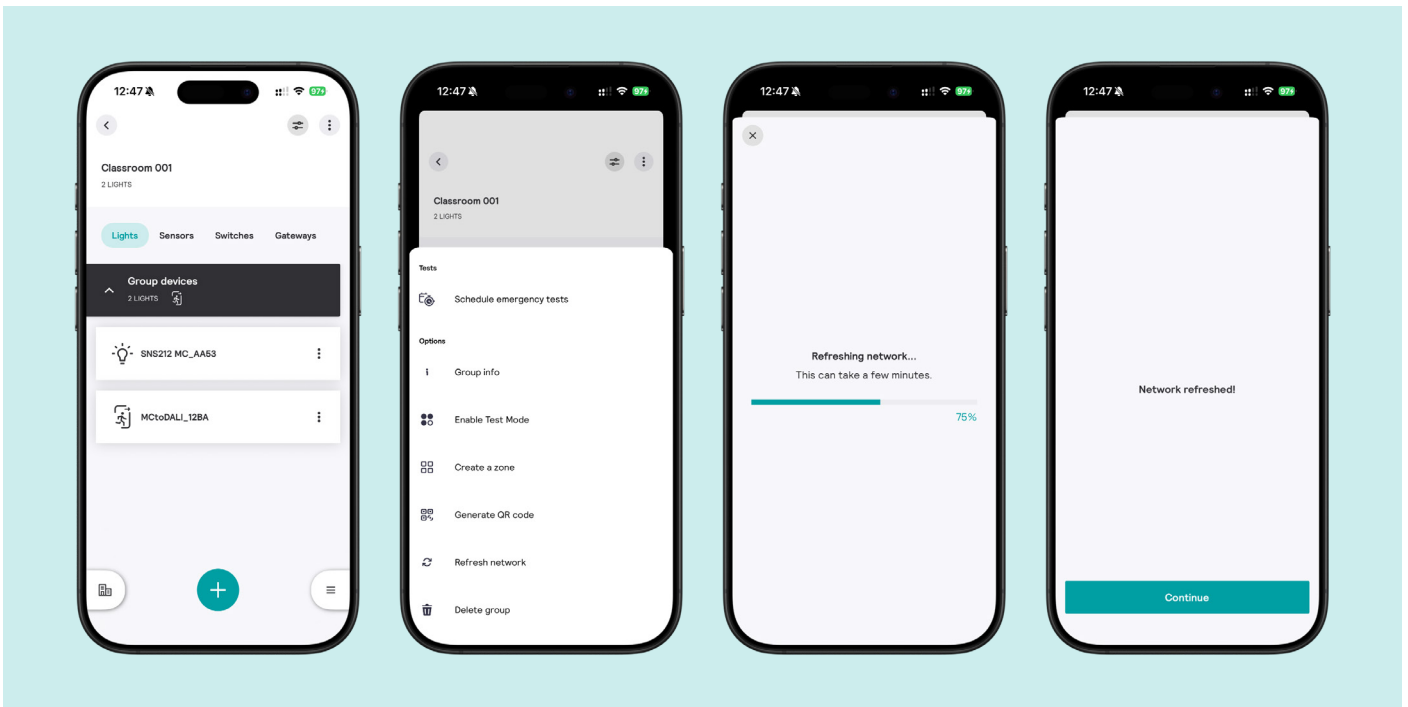 12:47
97
Classroom 001
2 LIGHTS
Lights Sensors Switches Gateways
Group devices
2 LIGHTS
SNS212 MC_AA53
MCtoDALI_12BA
12:47
97
Classroom 001
2 LIGHTS
Tests
Schedule emergency tests
Options
Group info
Enable Test Mode
Create a zone
Generate QR code
Refresh network
Delete group
12:47
97
Refreshing network...
This can take a few minutes.
75%
12:47
97
Network refreshed!
Continue